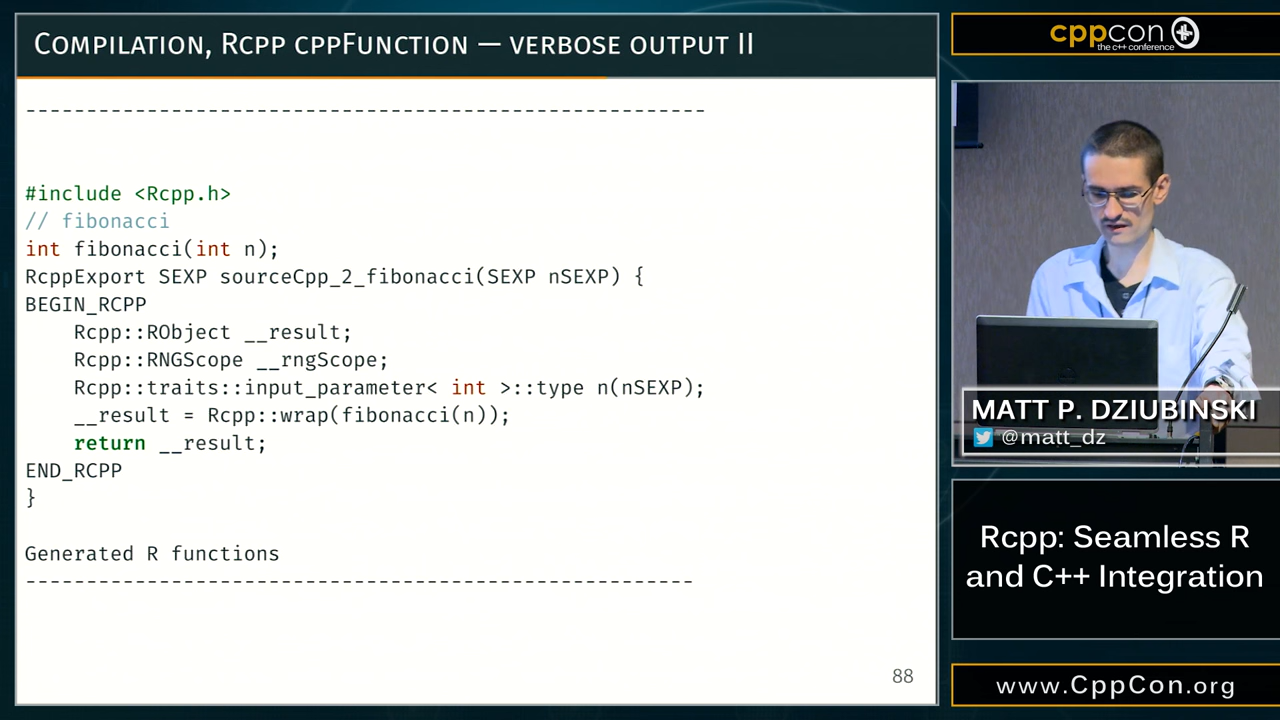 COMPILATION, RCPP CPPFUNCTION — VERBOSE OUTPUT II
--------------------------------------------------------
#include <Rcpp.h>
// fibonacci
int fibonacci(int n);
RcppExport SEXP sourceCpp_2_fibonacci(SEXP nSEXP) {
BEGIN_RCPP
    Rcpp::RObject __result;
    Rcpp::RNGScope __rngScope;
    Rcpp::traits::input_parameter< int >::type n(nSEXP);
    __result = Rcpp::wrap(fibonacci(n));
    return __result;
END_RCPP
}
Generated R functions
-------------------------------------------------------
88
cppcon
the c++ conference
MATT P. DZIUBINSKI
@matt_dz
Rcpp: Seamless R
and C++ Integration
www.CppCon.org